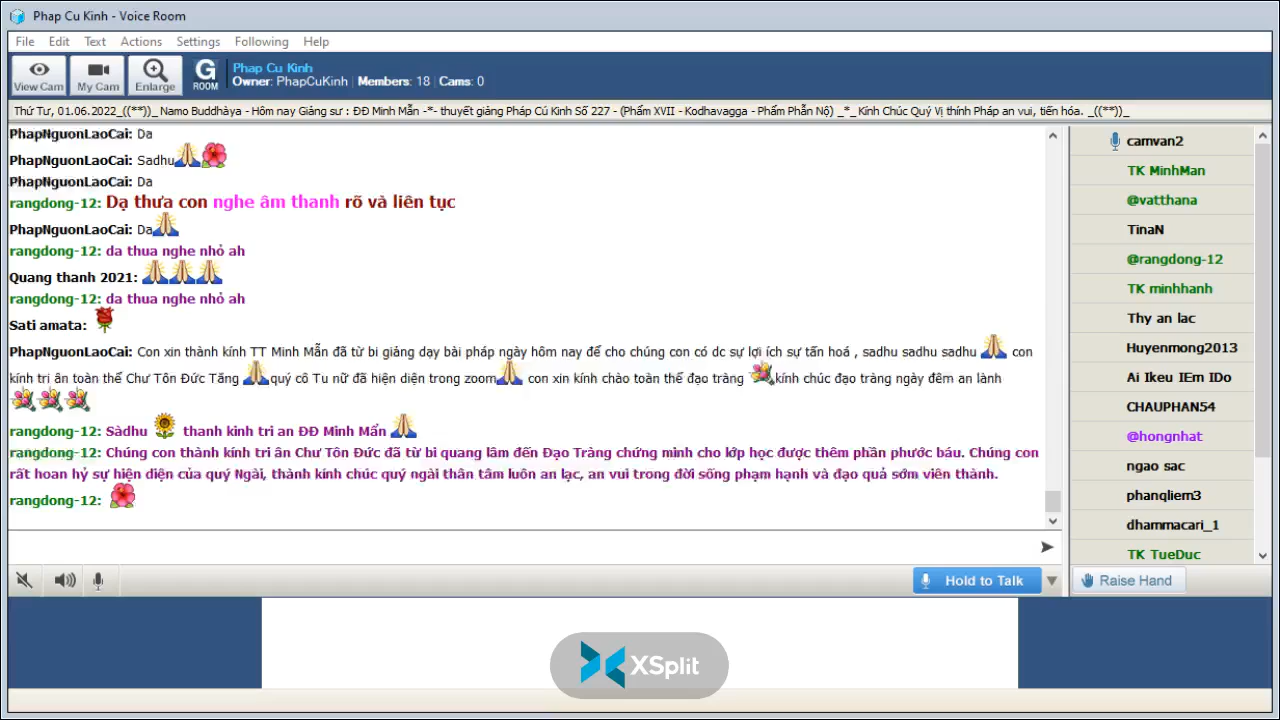 Phap Cu Kinh - Voice Room
File Edit Text Actions Settings Following Help
View Cam My Cam Enlarge G ROOM
Phap Cu Kinh
Owner: PhapCuKinh | Members: 18 | Cams: 0
Thứ Tư, 01.06.2022_((**))_ Namo Buddhàya - Hôm nay Giảng sư : ĐĐ Minh Mẫn -*- thuyết giảng Pháp Cú Kinh Số 227 - (Phẩm XVII - Kodhavagga - Phẩm Phẫn Nộ) _*_ Kính Chúc Quý Vị thính Pháp an vui, tiến hóa. _((**))_
PhapNguonLaoCai: Da
PhapNguonLaoCai: Sadhu
PhapNguonLaoCai: Da
rangdong-12: Dạ thưa con nghe âm thanh rõ và liên tục
PhapNguonLaoCai: Da
rangdong-12: da thua nghe nhỏ ah
Quang thanh 2021:
rangdong-12: da thua nghe nhỏ ah
Sati amata:
PhapNguonLaoCai: Con xin thành kính TT Minh Mẫn đã từ bi giảng dạy bài pháp ngày hôm nay để cho chúng con có dc sự lợi ích sự tấn hoá , sadhu sadhu sadhu con
kính tri ân toàn thể Chư Tôn Đức Tăng quý cô Tu nữ đã hiện diện trong zoom con xin kính chào toàn thể đạo tràng kính chúc đạo tràng ngày đêm an lành
rangdong-12: Sàdhu thanh kinh tri an ĐĐ Minh Mẫn
rangdong-12: Chúng con thành kính tri ân Chư Tôn Đức đã từ bi quang lâm đến Đạo Tràng chứng minh cho lớp học được thêm phần phước báu. Chúng con
rất hoan hỷ sự hiện diện của quý Ngài, thành kính chúc quý ngài thân tâm luôn an lạc, an vui trong đời sống phạm hạnh và đạo quả sớm viên thành.
rangdong-12:
camvan2
TK MinhMan
@vatthana
TinaN
@rangdong-12
TK minhhanh
Thy an lac
Huyenmong2013
Ai Ikeu IEm IDo
CHAUPHAN54
@hongnhat
ngao sac
phanqliem3
dhammacari_1
TK TueDuc
Hold to Talk
Raise Hand
XSplit